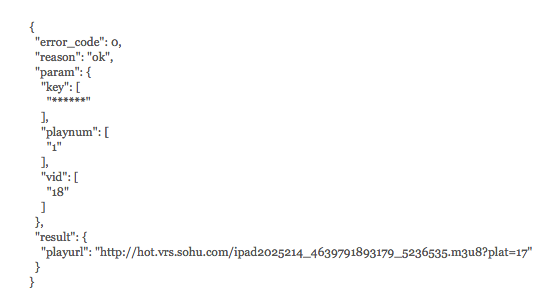 {
"error_code": 0,
"reason": "ok",
"param": {
"key": [
"******"
],
"playnum": [
"1"
],
"vid": [
"18"
]
},
"result": {
"playurl": "http://hot.vrs.sohu.com/ipad2025214_4639791893179_5236535.m3u8?plat=17"
}
}